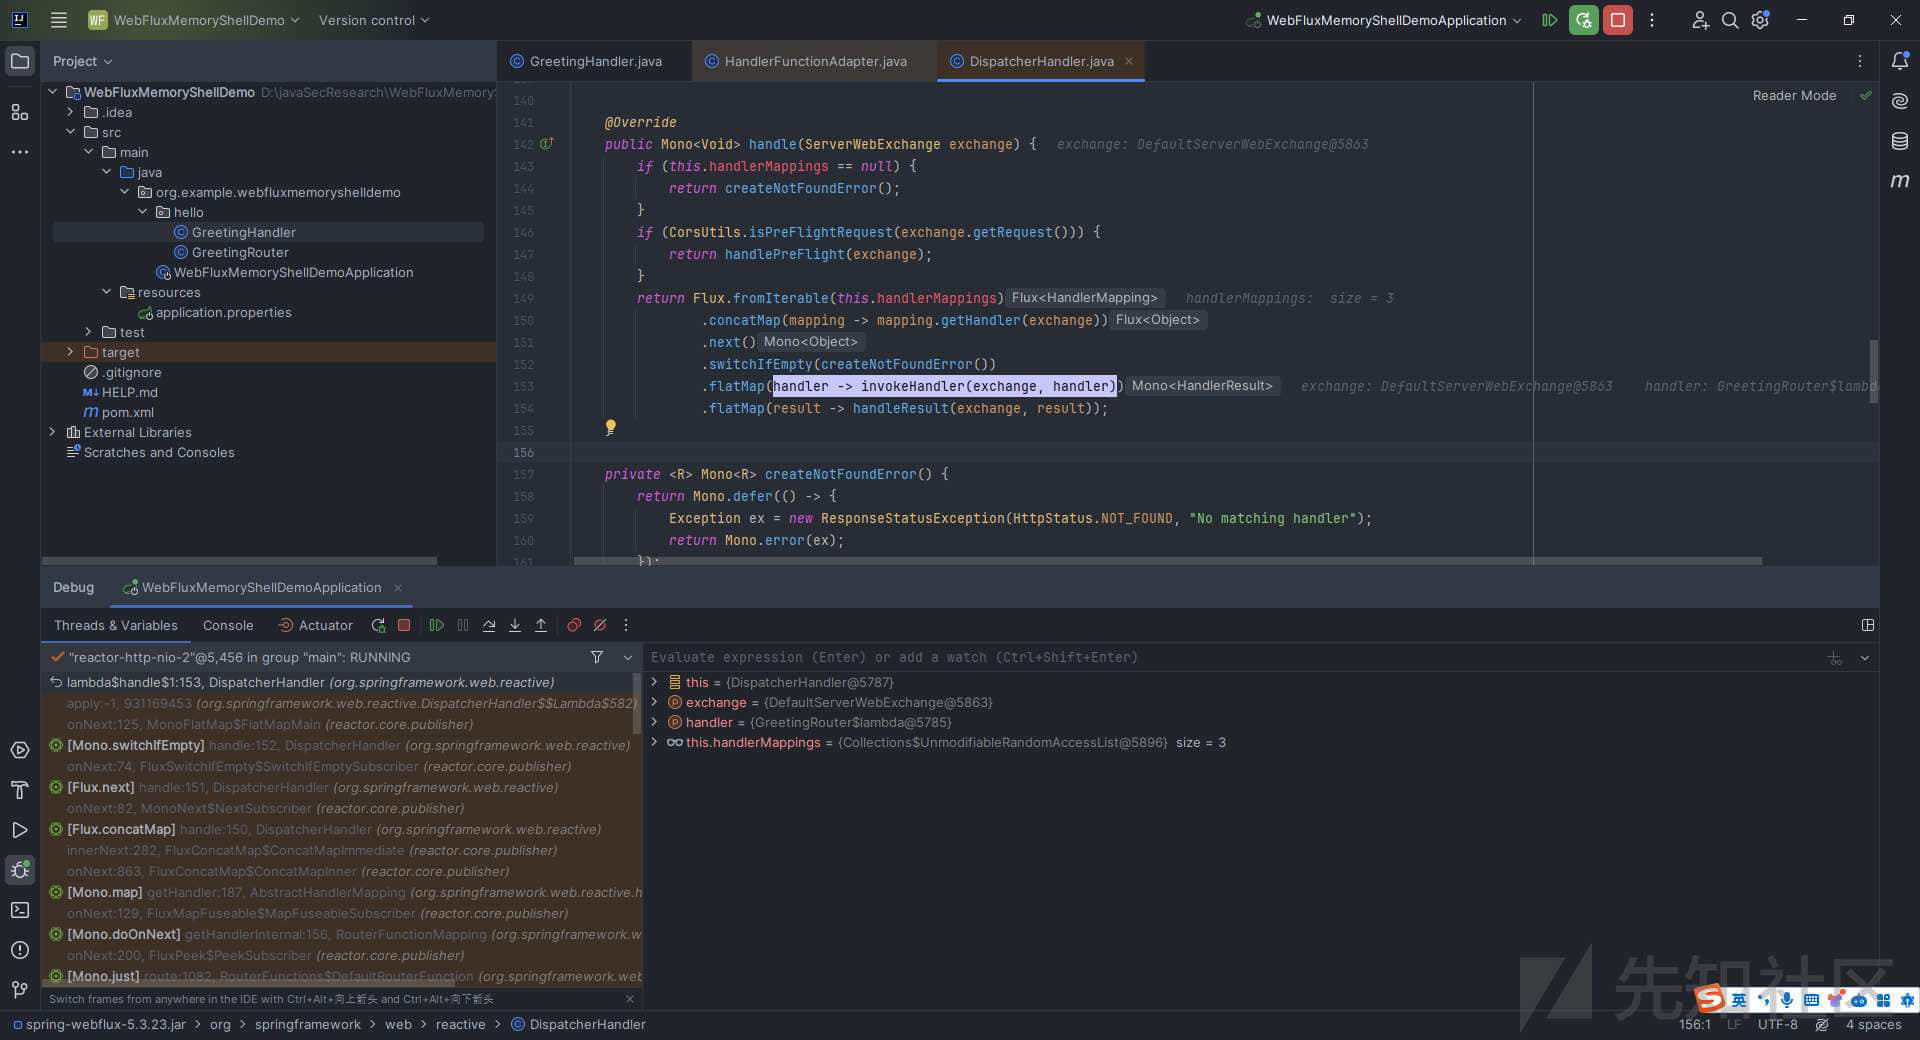 WF WebFluxMemoryShellDemo Version control WebFluxMemoryShellDemoApplication
Project
GreetingHandler.java HandlerFunctionAdapter.java DispatcherHandler.java
WebFluxMemoryShellDemo D:\javaSecResearch\WebFluxMemoryS
.idea
src
main
java
org.example.webfluxmemoryshelldemo
hello
GreetingHandler
GreetingRouter
WebFluxMemoryShellDemoApplication
resources
application.properties
test
target
.gitignore
HELP.md
pom.xml
External Libraries
Scratches and Consoles
Reader Mode
140
141 @Override
142 public Mono<Void> handle(ServerWebExchange exchange) { exchange: DefaultServerWebExchange@5863
143 if (this.handlerMappings == null) {
144 return createNotFoundError();
145 }
146 if (CorsUtils.isPreFlightRequest(exchange.getRequest())) {
147 return handlePreFlight(exchange);
148 }
149 return Flux.fromIterable(this.handlerMappings) Flux<HandlerMapping> handlerMappings: size = 3
150 .concatMap(mapping -> mapping.getHandler(exchange)) Flux<Object>
151 .next() Mono<Object>
152 .switchIfEmpty(createNotFoundError())
153 .flatMap(handler -> invokeHandler(exchange, handler)) Mono<HandlerResult> exchange: DefaultServerWebExchange@5863 handler: GreetingRouter$lambda
154 .flatMap(result -> handleResult(exchange, result));
155
156
157 private <R> Mono<R> createNotFoundError() {
158 return Mono.defer(() -> {
159 Exception ex = new ResponseStatusException(HttpStatus.NOT_FOUND, "No matching handler");
160 return Mono.error(ex);
161 });
Debug WebFluxMemoryShellDemoApplication
Threads & Variables Console Actuator
"reactor-http-nio-2"@5,456 in group "main": RUNNING
lambda$handle$1:153, DispatcherHandler (org.springframework.web.reactive)
apply:-1, 931169453 (org.springframework.web.reactive.DispatcherHandler$$Lambda$582)
onNext:125, MonoFlatMap$FlatMapMain (reactor.core.publisher)
[Mono.switchIfEmpty] handle:152, DispatcherHandler (org.springframework.web.reactive)
onNext:74, FluxSwitchIfEmpty$SwitchIfEmptySubscriber (reactor.core.publisher)
[Flux.next] handle:151, DispatcherHandler (org.springframework.web.reactive)
onNext:82, MonoNext$NextSubscriber (reactor.core.publisher)
[Flux.concatMap] handle:150, DispatcherHandler (org.springframework.web.reactive)
innerNext:282, FluxConcatMap$ConcatMapImmediate (reactor.core.publisher)
onNext:863, FluxConcatMap$ConcatMapInner (reactor.core.publisher)
[Mono.map] getHandler:187, AbstractHandlerMapping (org.springframework.web.reactive.h
onNext:129, FluxMapFuseable$MapFuseableSubscriber (reactor.core.publisher)
[Mono.doOnNext] getHandlerInternal:156, RouterFunctionMapping (org.springframework.w
onNext:200, FluxPeek$PeekSubscriber (reactor.core.publisher)
[Mono.just] route:1082, RouterFunctions$DefaultRouterFunction (org.springframework.web
Switch frames from anywhere in the IDE with Ctrl+Alt+向上箭头 and Ctrl+Alt+向下箭头
Evaluate expression (Enter) or add a watch (Ctrl+Shift+Enter)
this = {DispatcherHandler@5787}
exchange = {DefaultServerWebExchange@5863}
handler = {GreetingRouter$lambda@5785}
this.handlerMappings = {Collections$UnmodifiableRandomAccessList@5896} size = 3
先知社区
英
spring-webflux-5.3.23.jar > org > springframework > web > reactive > DispatcherHandler
156:1 LF UTF-8 4 spaces